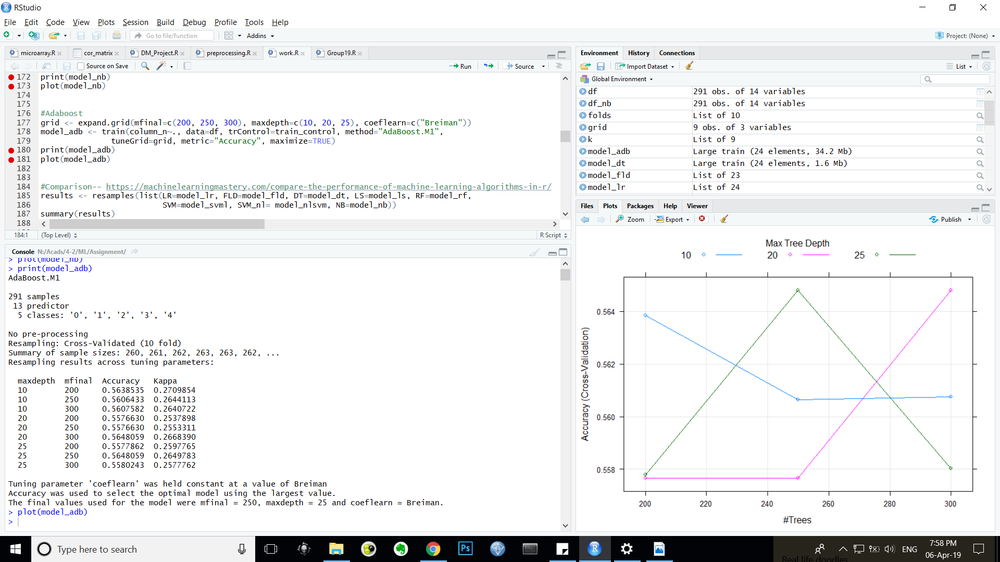 RStudio
File Edit Code View Plots Session Build Debug Profile Tools Help
Go to file/function Addins Project: (None)
microarray.R cor_matrix DM_Project.R preprocessing.R work.R Group19.R
Source on Save Run Source
172 print(model_nb)
173 plot(model_nb)
174
175
176 #Adaboost
177 grid <- expand.grid(mfinal=c(200, 250, 300), maxdepth=c(10, 20, 25), coeflearn=c("Breiman"))
178 model_adb <- train(column_n~., data=df, trControl=train_control, method="AdaBoost.M1",
179 tuneGrid=grid, metric="Accuracy", maximize=TRUE)
180 print(model_adb)
181 plot(model_adb)
182
183
184 #Comparison-- https://machinelearningmastery.com/compare-the-performance-of-machine-learning-algorithms-in-r/
185 results <- resamples(list(LR=model_lr, FLD=model_fld, DT=model_dt, LS=model_ls, RF=model_rf,
186 SVM=model_svml, SVM_nl= model_nlsvm, NB=model_nb))
187 summary(results)
188
184:1 (Top Level) R Script
Console N:/Acads/4-2/ML/Assignment/
> plot(model_nb)
> print(model_adb)
AdaBoost.M1
291 samples
13 predictor
5 classes: '0', '1', '2', '3', '4'
No pre-processing
Resampling: Cross-Validated (10 fold)
Summary of sample sizes: 260, 261, 262, 263, 263, 262, ...
Resampling results across tuning parameters:
maxdepth mfinal Accuracy Kappa
10 200 0.5638535 0.2709854
10 250 0.5606433 0.2644113
10 300 0.5607582 0.2640722
20 200 0.5576630 0.2537898
20 250 0.5576630 0.2553311
20 300 0.5648059 0.2668390
25 200 0.5577862 0.2597765
25 250 0.5648059 0.2649783
25 300 0.5580243 0.2577762
Tuning parameter 'coeflearn' was held constant at a value of Breiman
Accuracy was used to select the optimal model using the largest value.
The final values used for the model were mfinal = 250, maxdepth = 25 and coeflearn = Breiman.
> plot(model_adb)
>
Environment History Connections
Import Dataset List
Global Environment
df 291 obs. of 14 variables
df_nb 291 obs. of 14 variables
folds List of 10
grid 9 obs. of 3 variables
k List of 9
model_adb Large train (24 elements, 34.2 Mb)
model_dt Large train (24 elements, 1.6 Mb)
model_fld List of 23
model_lr List of 24
Files Plots Packages Help Viewer
Zoom Export Publish
Max Tree Depth
10 20 25
0.564
0.562
0.560
0.558
Accuracy (Cross-Validation)
200 220 240 260 280 300
#Trees
Type here to search
Ps
R
ENG
7:58 PM
06-Apr-19
Real life doodles